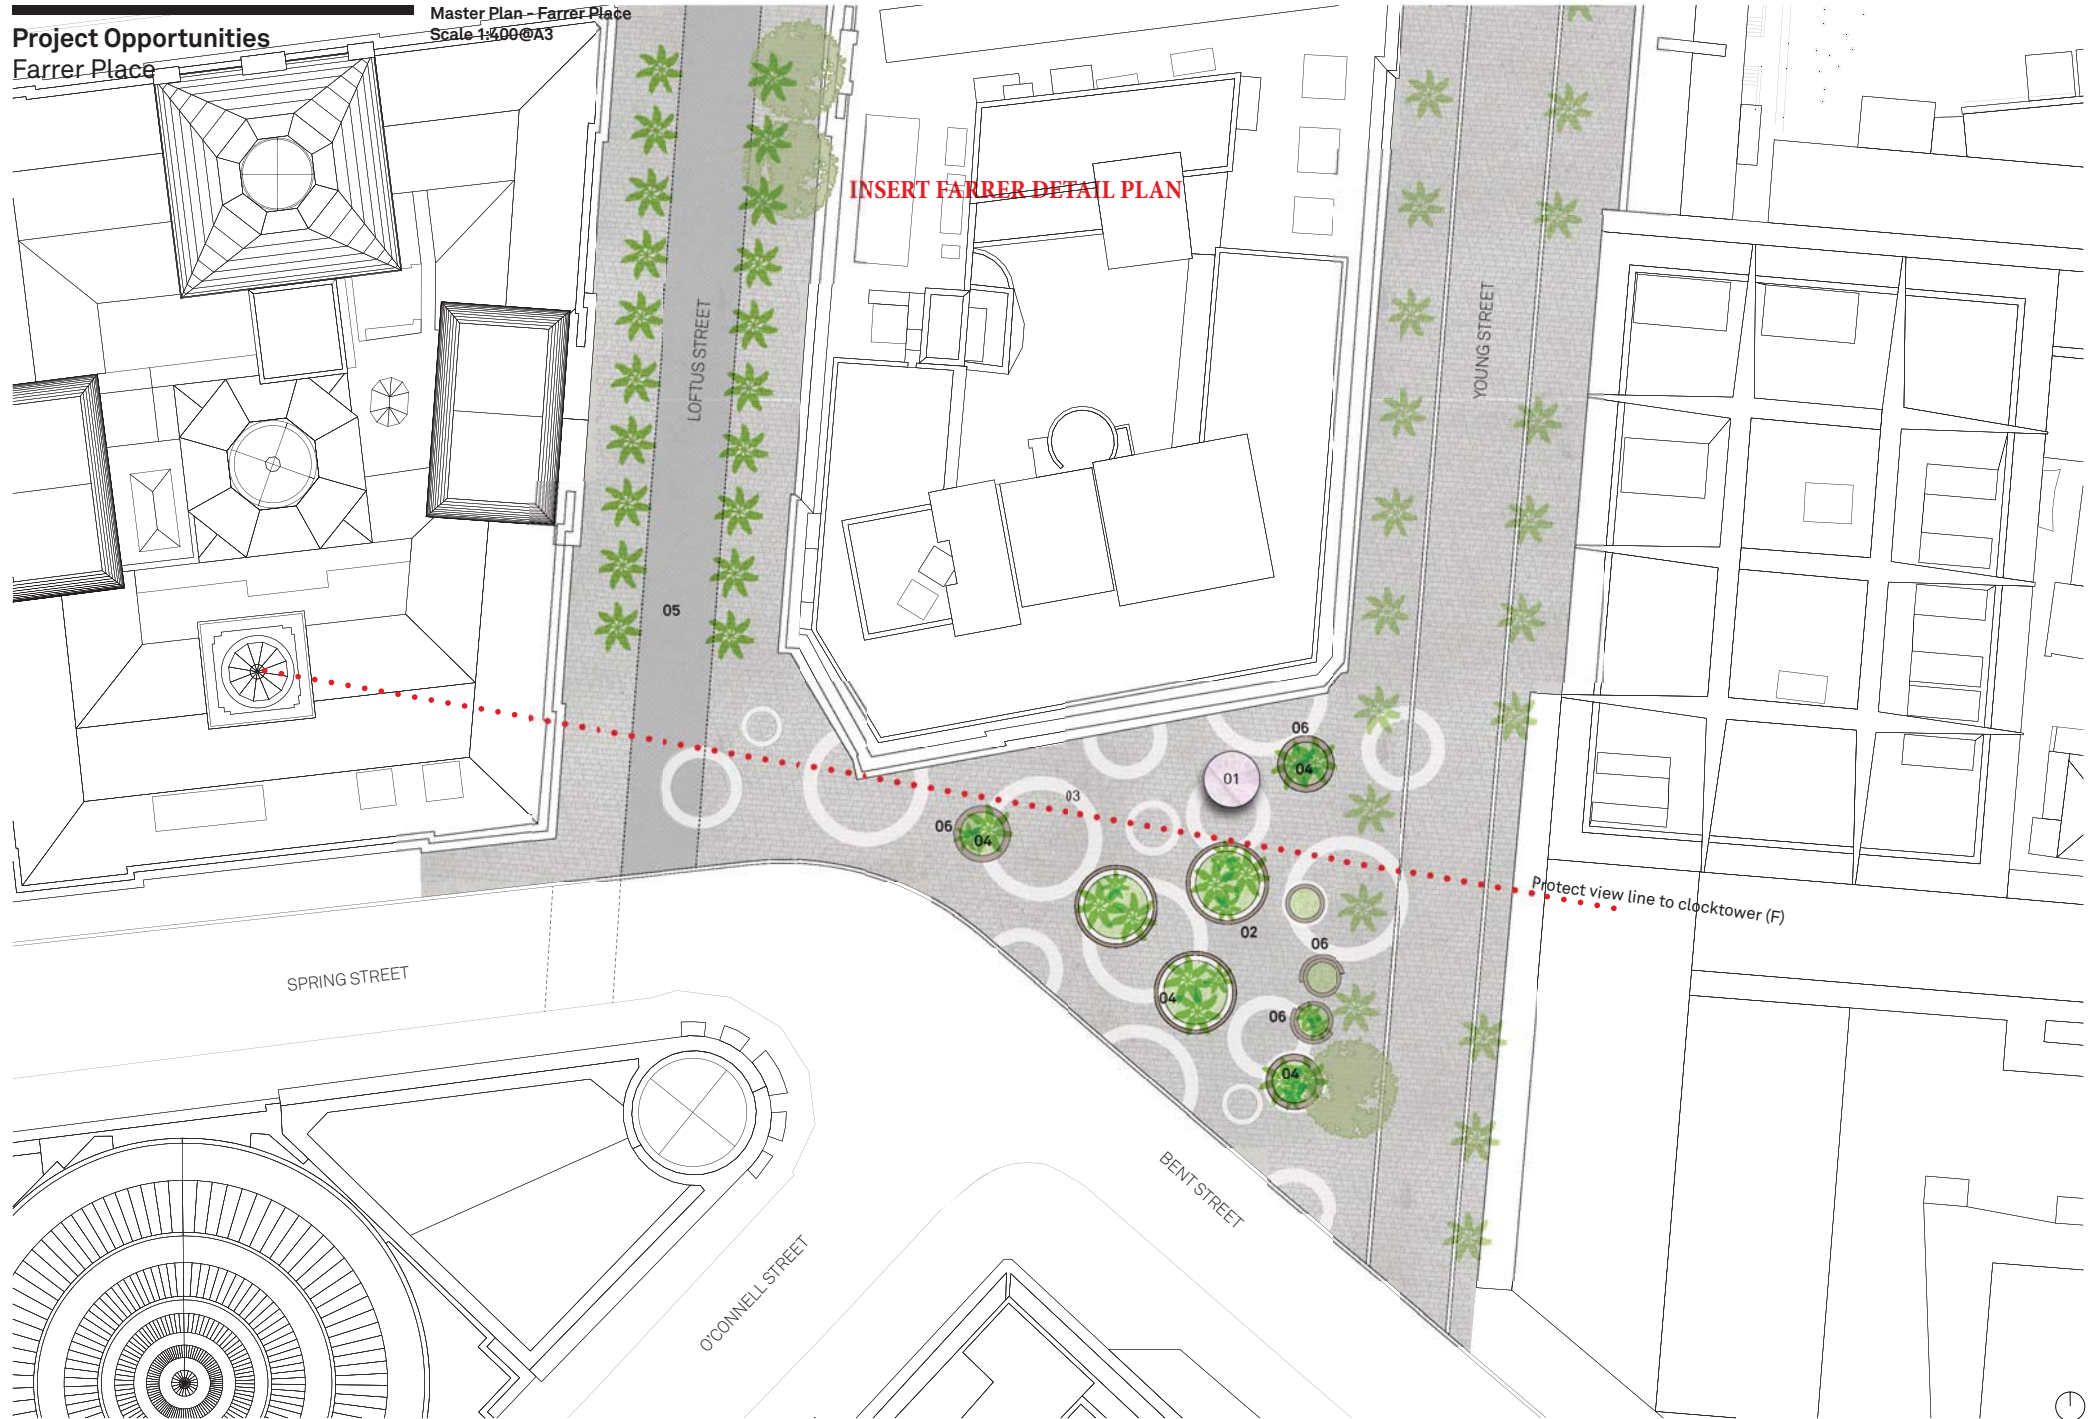 Master Plan - Farrer Place
Scale 1:400@A3
Project Opportunities
Farrer Place
INSERT FARRER DETAIL PLAN
LOFTUS STREET
YOUNG STREET
05
06
04
01
03
06
04
Protect view line to clocktower (F)
02
06
04
06
04
SPRING STREET
BENT STREET
O'CONNELL STREET